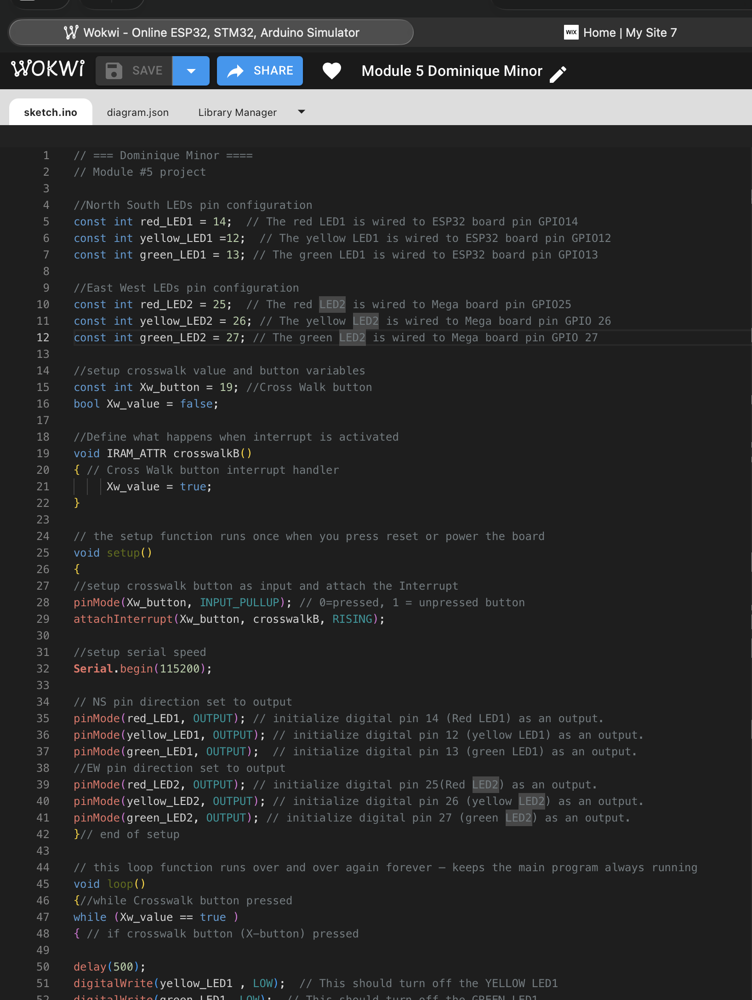 Wokwi - Online ESP32, STM32, Arduino Simulator
WIX Home | My Site 7
WOKWi SAVE SHARE Module 5 Dominique Minor
sketch.ino diagram.json Library Manager
1 // === Dominique Minor ====
2 // Module #5 project
3
4 //North South LEDs pin configuration
5 const int red_LED1 = 14;  // The red LED1 is wired to ESP32 board pin GPIO14
6 const int yellow_LED1 =12;  // The yellow LED1 is wired to ESP32 board pin GPIO12
7 const int green_LED1 = 13; // The green LED1 is wired to ESP32 board pin GPIO13
8
9 //East West LEDs pin configuration
10 const int red_LED2 = 25;  // The red LED2 is wired to Mega board pin GPIO25
11 const int yellow_LED2 = 26; // The yellow LED2 is wired to Mega board pin GPIO 26
12 const int green_LED2 = 27; // The green LED2 is wired to Mega board pin GPIO 27
13
14 //setup crosswalk value and button variables
15 const int Xw_button = 19; //Cross Walk button
16 bool Xw_value = false;
17
18 //Define what happens when interrupt is activated
19 void IRAM_ATTR crosswalkB()
20 { // Cross Walk button interrupt handler
21      Xw_value = true;
22 }
23
24 // the setup function runs once when you press reset or power the board
25 void setup()
26 {
27 //setup crosswalk button as input and attach the Interrupt
28 pinMode(Xw_button, INPUT_PULLUP); // 0=pressed, 1 = unpressed button
29 attachInterrupt(Xw_button, crosswalkB, RISING);
30
31 //setup serial speed
32 Serial.begin(115200);
33
34 // NS pin direction set to output
35 pinMode(red_LED1, OUTPUT); // initialize digital pin 14 (Red LED1) as an output.
36 pinMode(yellow_LED1, OUTPUT); // initialize digital pin 12 (yellow LED1) as an output.
37 pinMode(green_LED1, OUTPUT);  // initialize digital pin 13 (green LED1) as an output.
38 //EW pin direction set to output
39 pinMode(red_LED2, OUTPUT); // initialize digital pin 25(Red LED2) as an output.
40 pinMode(yellow_LED2, OUTPUT); // initialize digital pin 26 (yellow LED2) as an output.
41 pinMode(green_LED2, OUTPUT); // initialize digital pin 27 (green LED2) as an output.
42 }// end of setup
43
44 // this loop function runs over and over again forever – keeps the main program always running
45 void loop()
46 {//while Crosswalk button pressed
47 while (Xw_value == true )
48 { // if crosswalk button (X-button) pressed
49
50 delay(500);
51 digitalWrite(yellow_LED1 , LOW);  // This should turn off the YELLOW LED1
52 digitalWrite(green_LED1, LOW);  // This should turn off the GREEN LED1